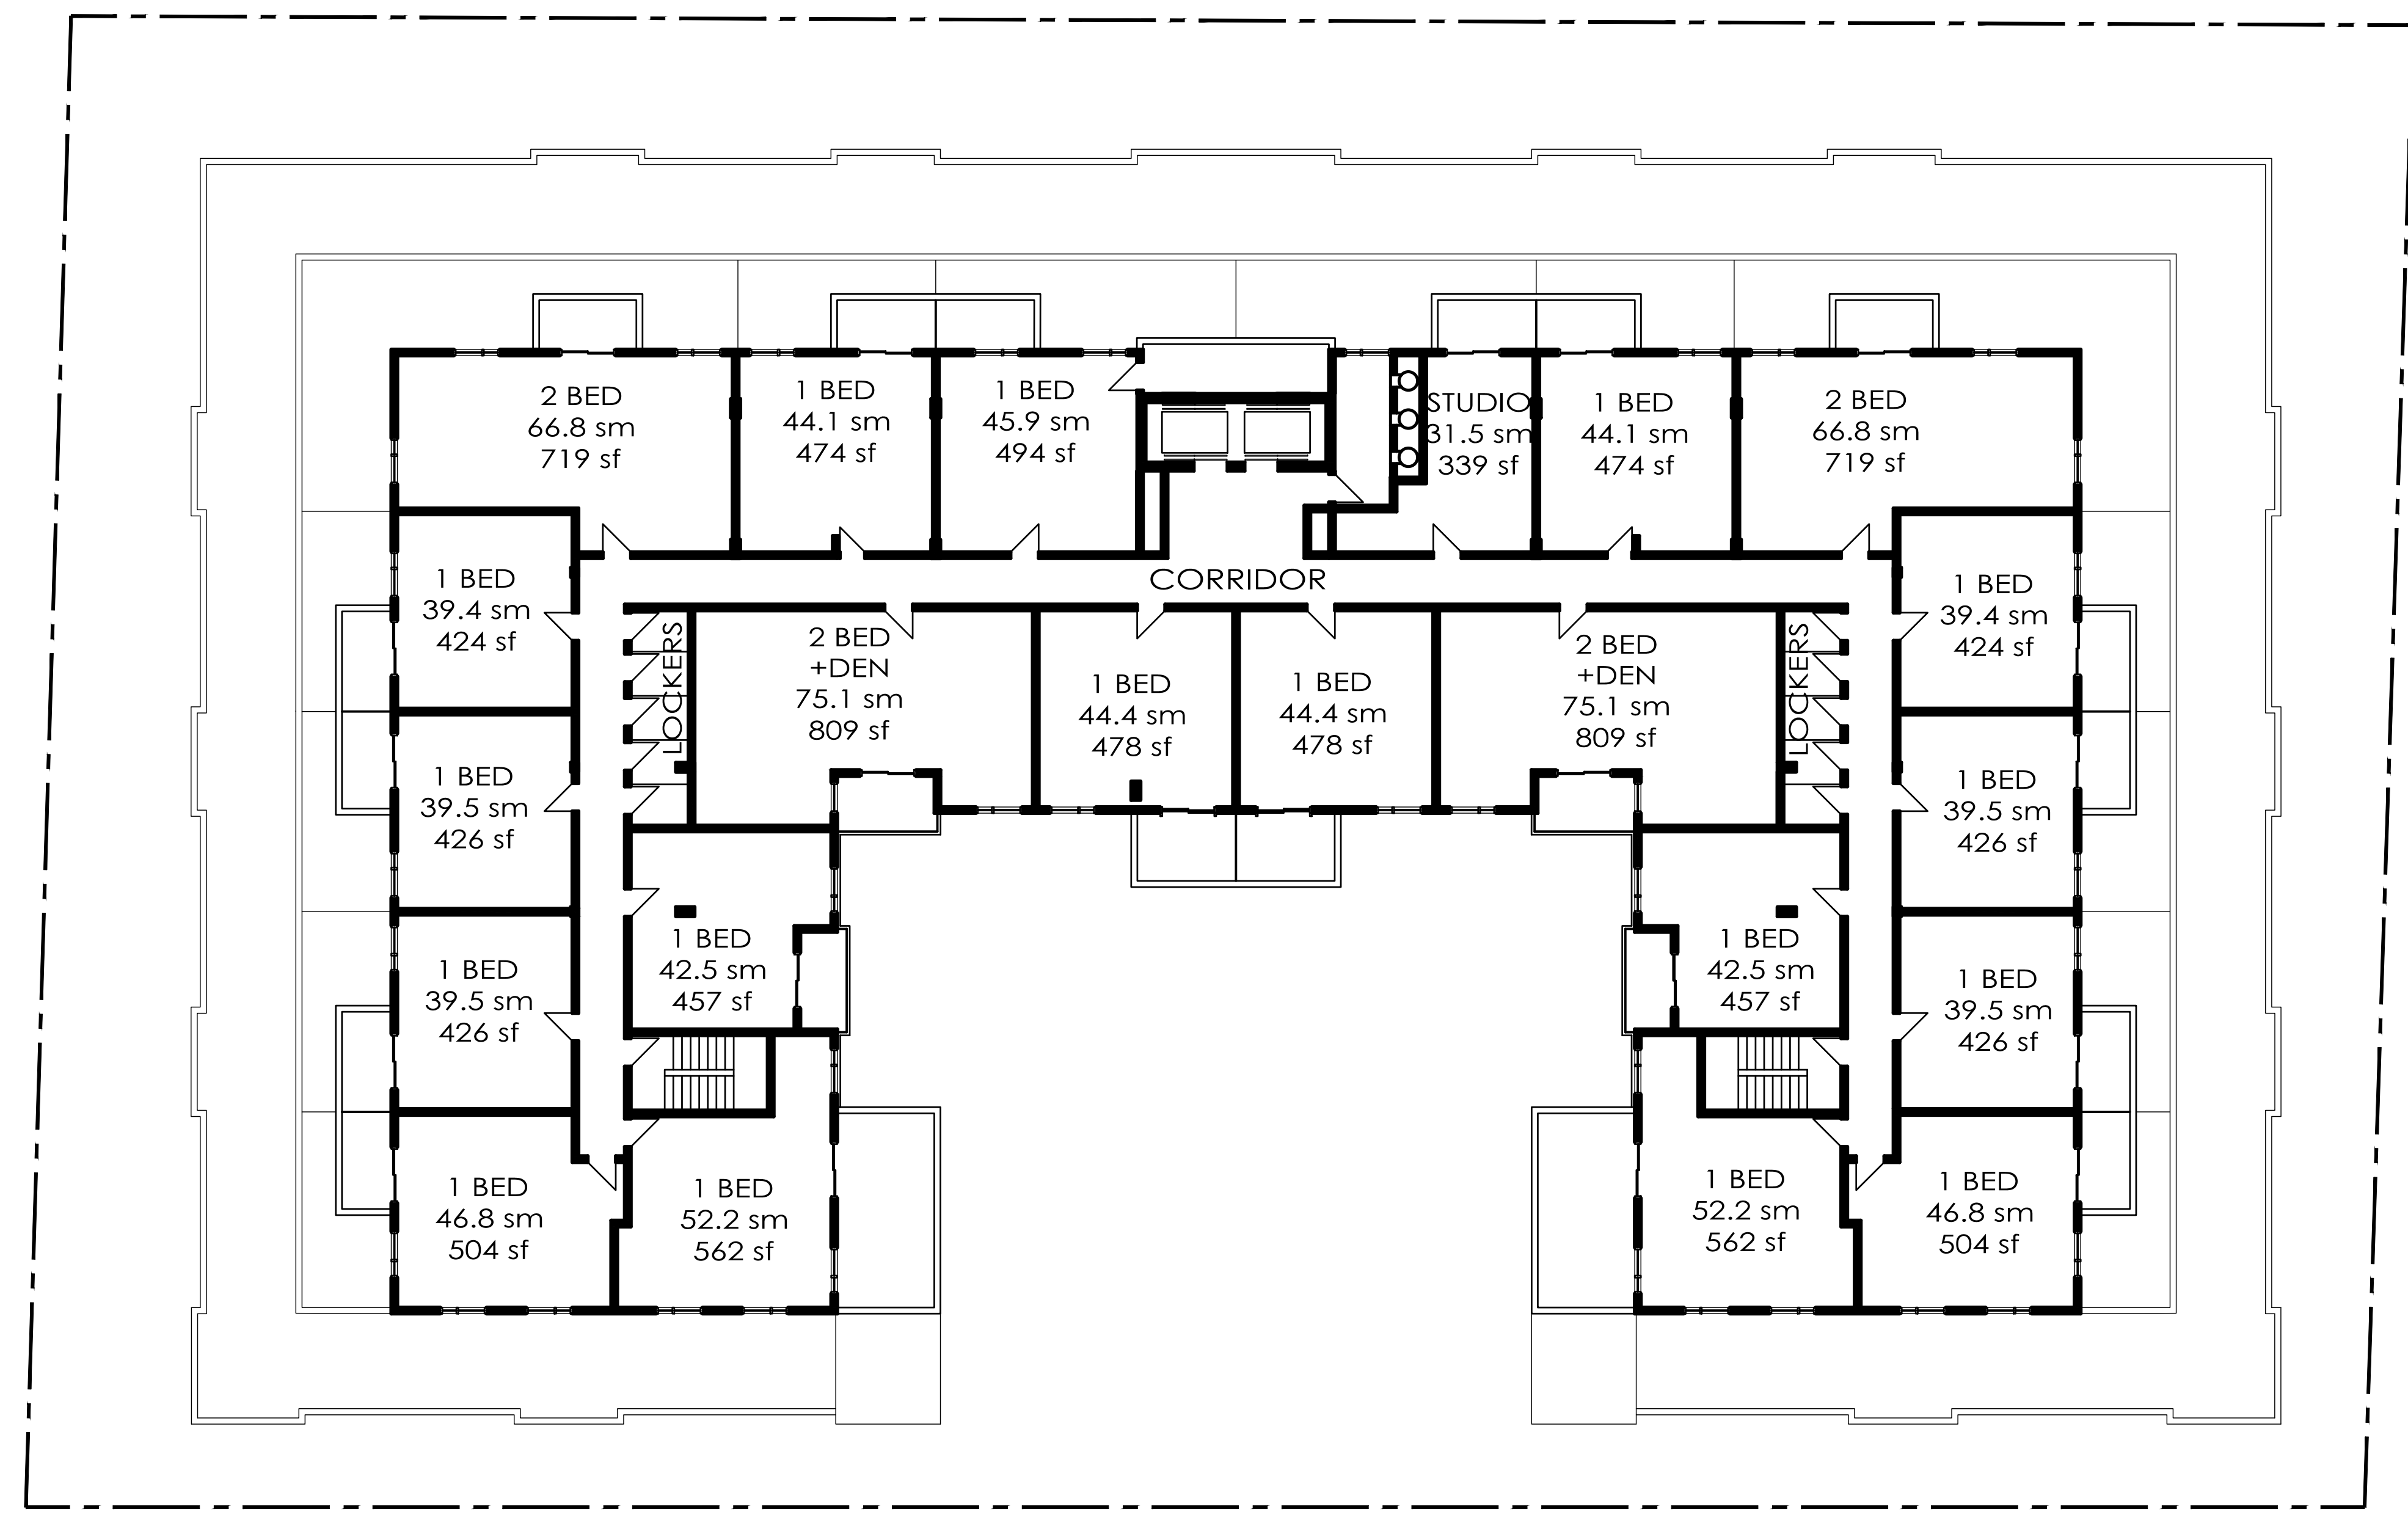 2 BED
66.8 sm
719 sf
1 BED
44.1 sm
474 sf
1 BED
45.9 sm
494 sf
STUDIO
31.5 sm
339 sf
1 BED
44.1 sm
474 sf
2 BED
66.8 sm
719 sf
CORRIDOR
1 BED
39.4 sm
424 sf
LOCKERS
2 BED
+DEN
75.1 sm
809 sf
1 BED
44.4 sm
478 sf
1 BED
44.4 sm
478 sf
2 BED
+DEN
75.1 sm
809 sf
LOCKERS
1 BED
39.4 sm
424 sf
1 BED
39.5 sm
426 sf
1 BED
39.5 sm
426 sf
1 BED
39.5 sm
426 sf
1 BED
42.5 sm
457 sf
1 BED
42.5 sm
457 sf
1 BED
39.5 sm
426 sf
1 BED
46.8 sm
504 sf
1 BED
52.2 sm
562 sf
1 BED
52.2 sm
562 sf
1 BED
46.8 sm
504 sf